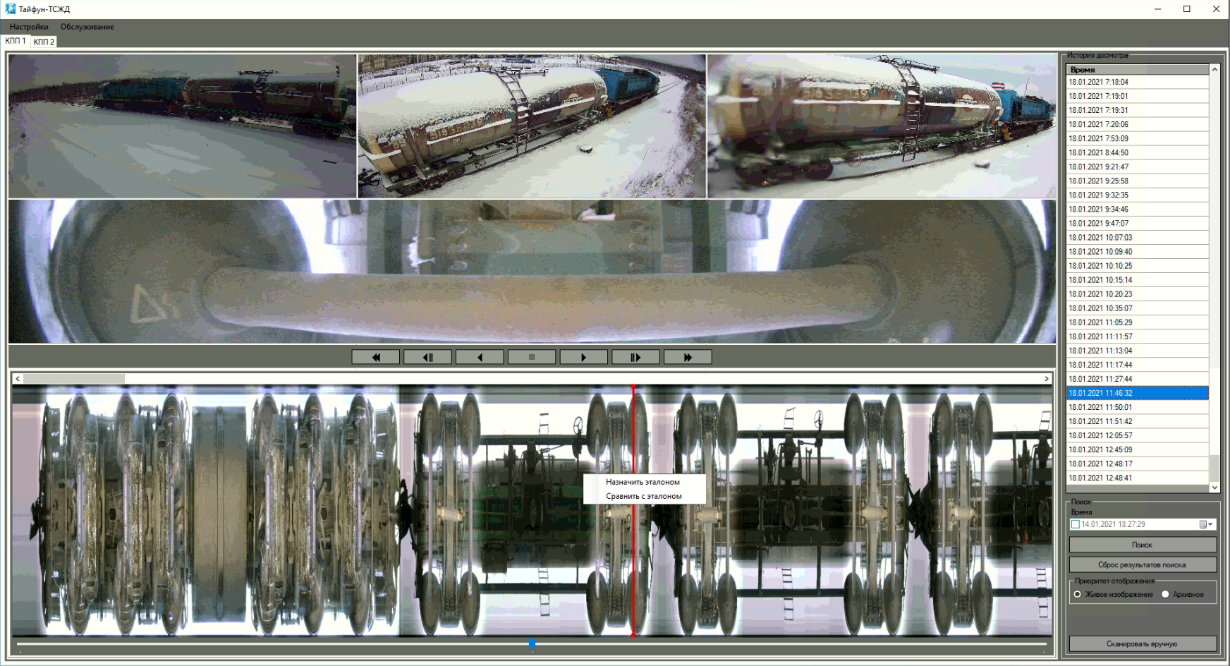 Тайфун-ТСЖД
Настройки Обслуживание
КПП 1 КПП 2
История досмотра
Время
18.01.2021 7:18:04
18.01.2021 7:19:01
18.01.2021 7:19:31
18.01.2021 7:20:06
18.01.2021 7:53:09
18.01.2021 8:44:50
18.01.2021 9:21:47
18.01.2021 9:25:58
18.01.2021 9:32:35
18.01.2021 9:34:46
18.01.2021 9:47:07
18.01.2021 10:07:03
18.01.2021 10:09:40
18.01.2021 10:10:25
18.01.2021 10:15:14
18.01.2021 10:20:23
18.01.2021 10:35:07
18.01.2021 11:05:29
18.01.2021 11:11:57
18.01.2021 11:13:04
18.01.2021 11:17:44
18.01.2021 11:27:44
18.01.2021 11:46:32
18.01.2021 11:50:01
18.01.2021 11:51:42
18.01.2021 12:05:57
18.01.2021 12:45:09
18.01.2021 12:48:17
18.01.2021 12:48:41
Назначить эталоном
Сравнить с эталоном
Поиск
Время
14.01.2021 18:27:29
Поиск
Сброс результатов поиска
Приоритет отображения
Живое изображение Архивное
Сканировать вручную